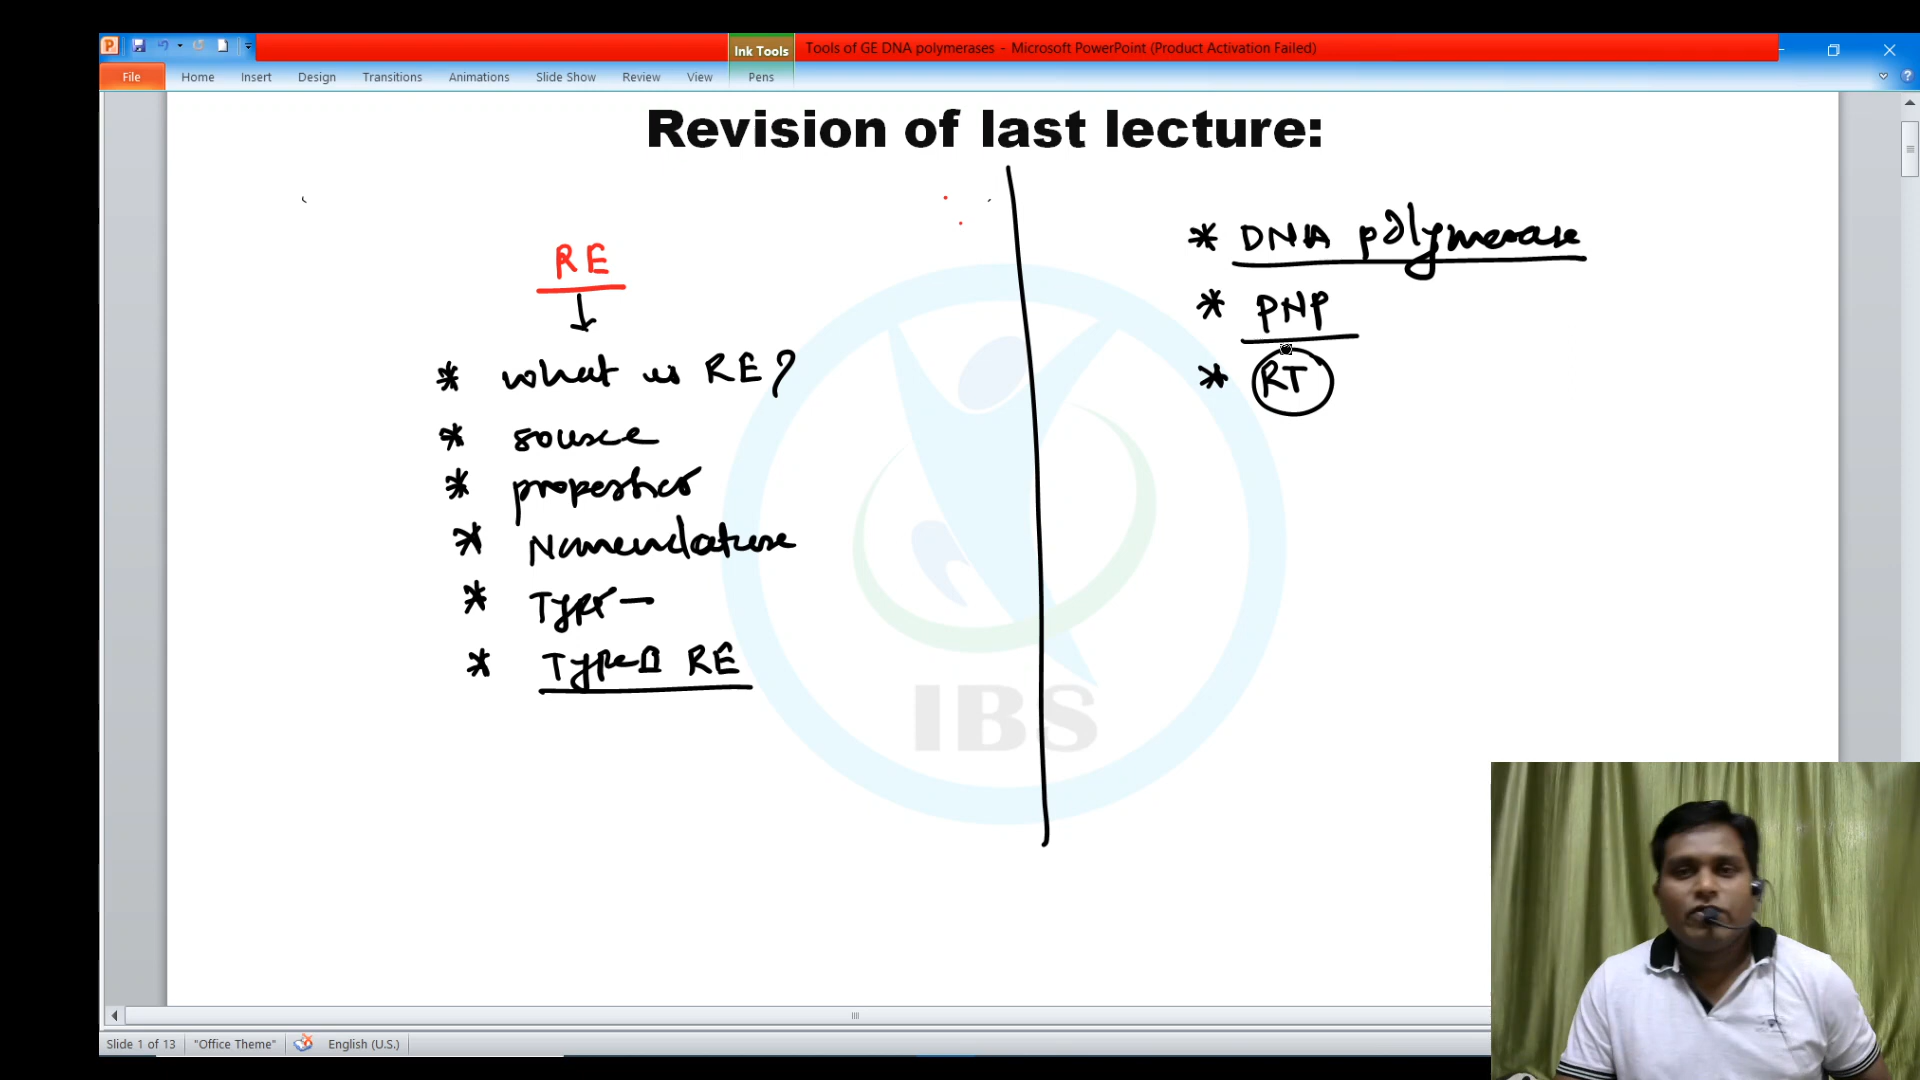 Ink Tools
Tools of GE DNA polymerases - Microsoft PowerPoint (Product Activation Failed)
File Home Insert Design Transitions Animations Slide Show Review View Pens
Revision of last lecture:
RE
* What is RE?
* source
* properties
* Nomenclature
* Type -
* Type II RE
* DNA polymerase
* PNP
* RT
IBS
Slide 1 of 13 "Office Theme" English (U.S.)